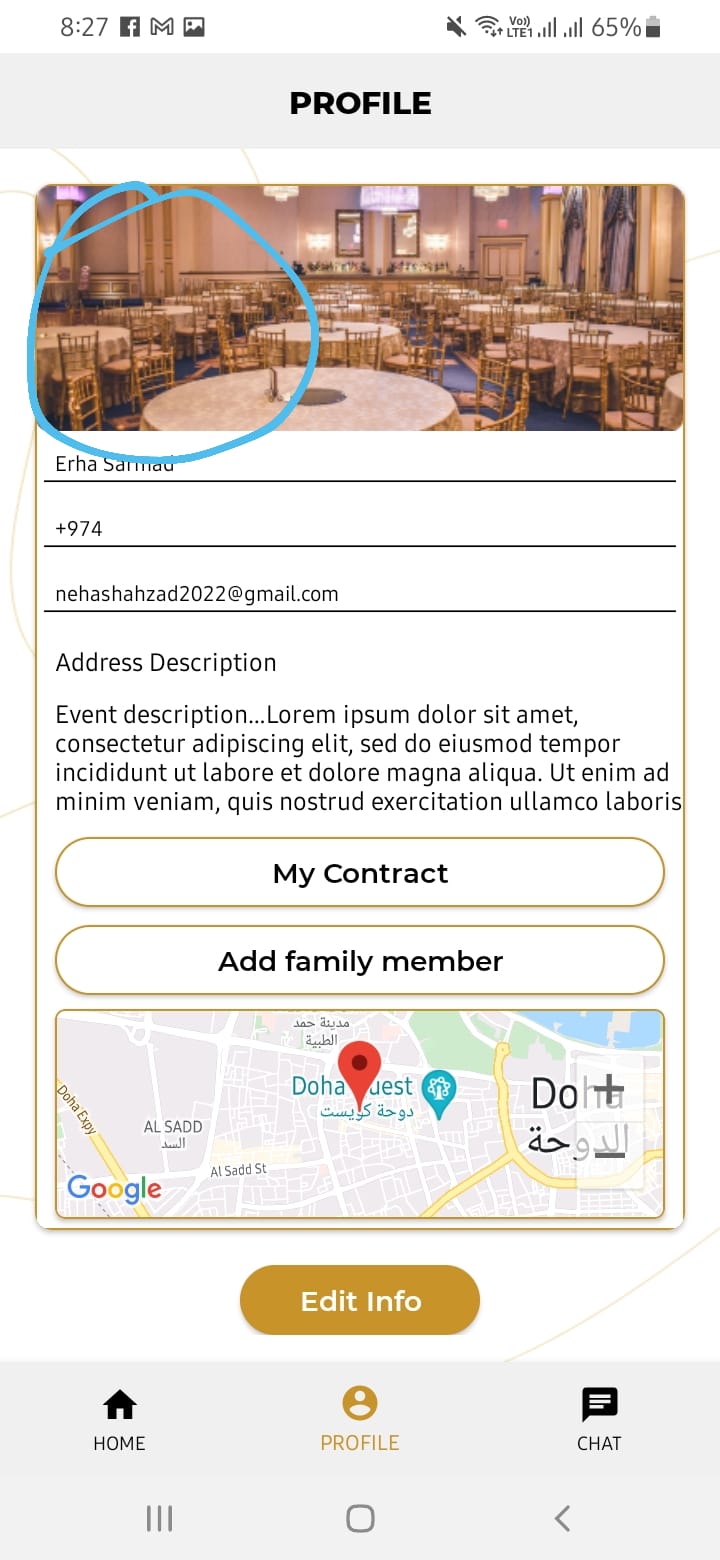 8:27
Vo))
LTE1
65%
PROFILE
Erha Sarmad
+974
nehashahzad2022@gmail.com
Address Description
Event description...Lorem ipsum dolor sit amet,
consectetur adipiscing elit, sed do eiusmod tempor
incididunt ut labore et dolore magna aliqua. Ut enim ad
minim veniam, quis nostrud exercitation ullamco laboris
My Contract
Add family member
مدينة حمد
الطبية
Doha Quest
دوحة كويست
Doha
الدوحة
Doha Expy
AL SADD
السد
Al Sadd St
Google
Edit Info
HOME
PROFILE
CHAT